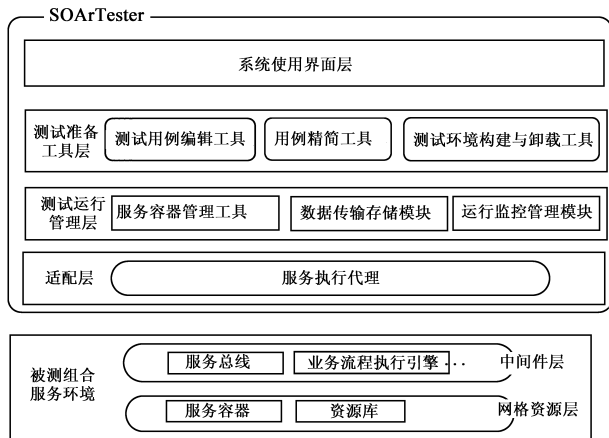 SOArTester
系统使用界面层
测试准备
工具层
测试用例编辑工具
用例精简工具
测试环境构建与卸载工具
测试运行
管理层
服务容器管理工具
数据传输存储模块
运行监控管理模块
适配层
服务执行代理
被测组合
服务环境
服务总线
业务流程执行引擎
···
中间件层
服务容器
资源库
网格资源层